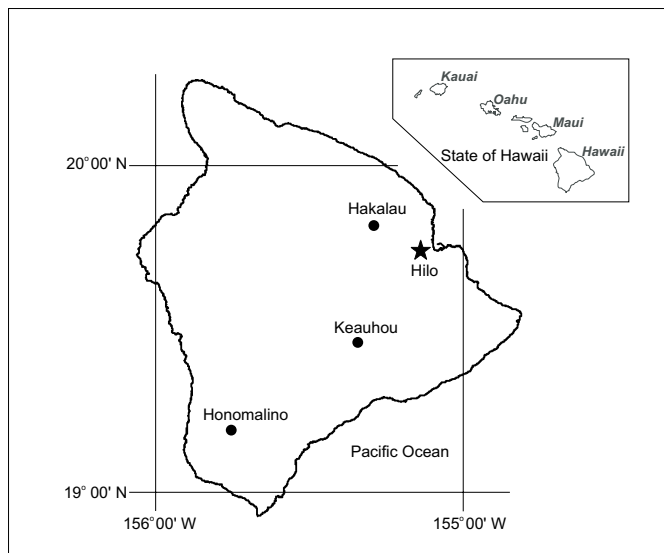 Kauai
Oahu
Maui
State of Hawaii
Hawaii
20° 00' N
Hakalau
Hilo
Keauhou
Honomalino
Pacific Ocean
19° 00' N
156° 00' W
155° 00' W